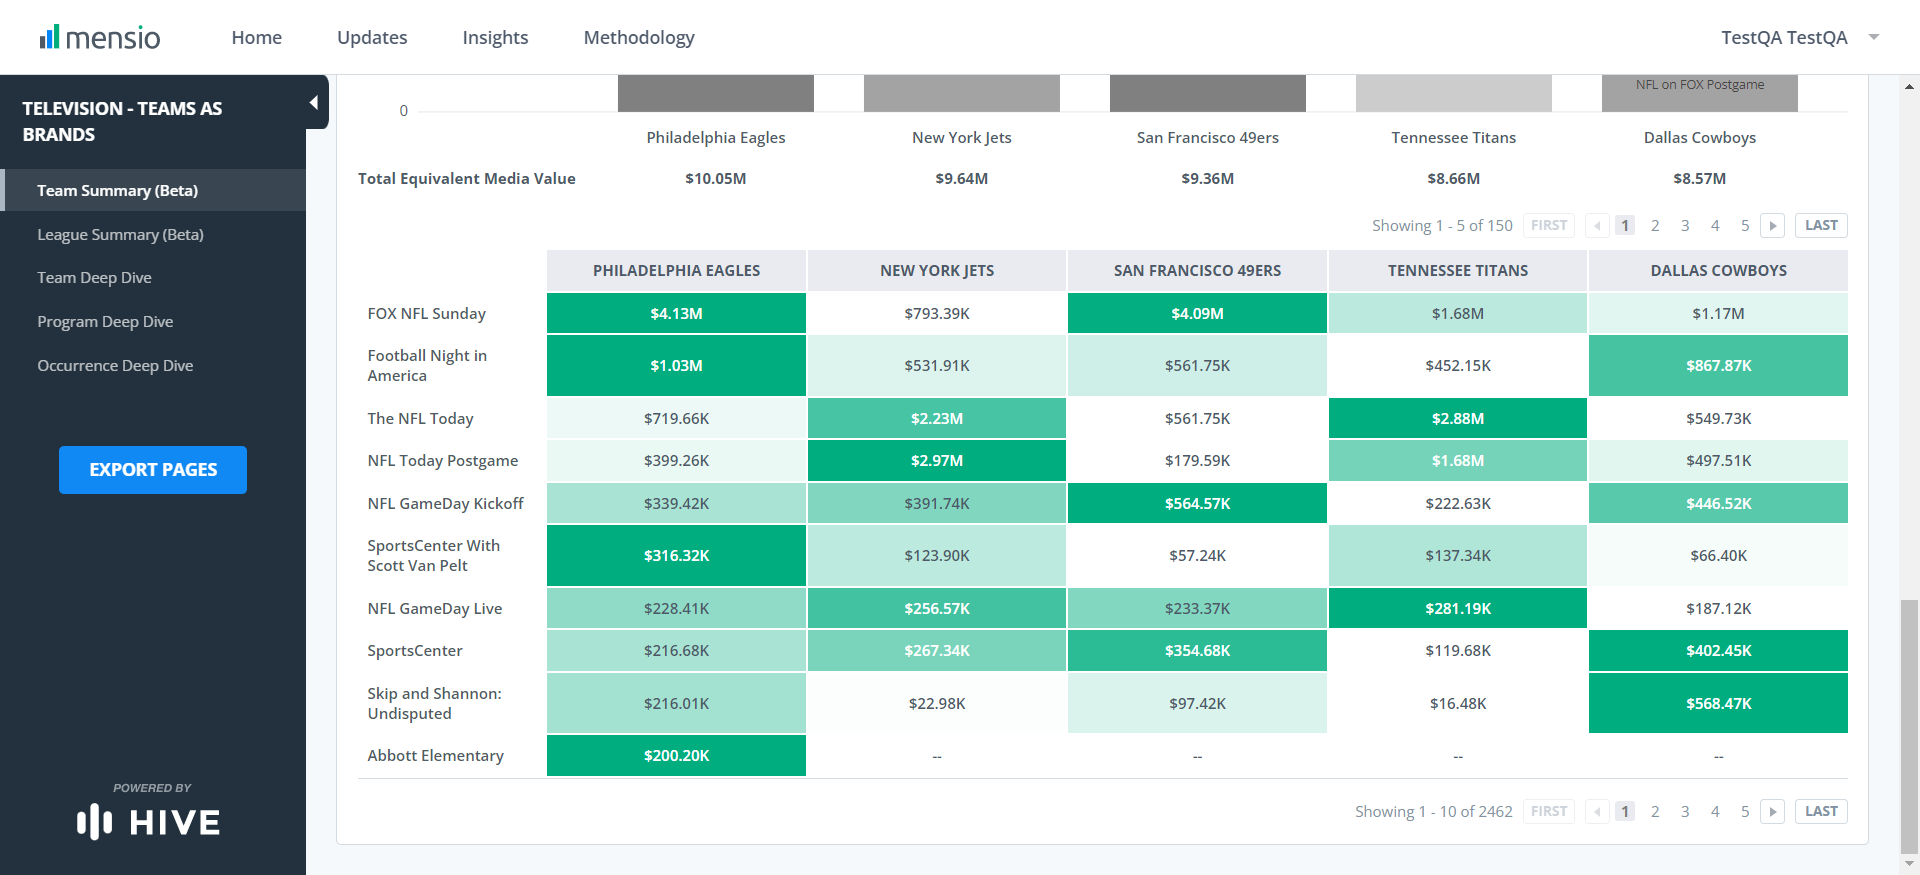 mensio
Home Updates Insights Methodology TestQA TestQA
TELEVISION - TEAMS AS
BRANDS
Team Summary (Beta)
League Summary (Beta)
Team Deep Dive
Program Deep Dive
Occurrence Deep Dive
EXPORT PAGES
POWERED BY
HIVE
NFL on FOX Postgame
0
Philadelphia Eagles New York Jets San Francisco 49ers Tennessee Titans Dallas Cowboys
Total Equivalent Media Value $10.05M $9.64M $9.36M $8.66M $8.57M
Showing 1 - 5 of 150 FIRST 1 2 3 4 5 LAST
PHILADELPHIA EAGLES NEW YORK JETS SAN FRANCISCO 49ERS TENNESSEE TITANS DALLAS COWBOYS
FOX NFL Sunday $4.13M $793.39K $4.09M $1.68M $1.17M
Football Night in
America $1.03M $531.91K $561.75K $452.15K $867.87K
The NFL Today $719.66K $2.23M $561.75K $2.88M $549.73K
NFL Today Postgame $399.26K $2.97M $179.59K $1.68M $497.51K
NFL GameDay Kickoff $339.42K $391.74K $564.57K $222.63K $446.52K
SportsCenter With
Scott Van Pelt $316.32K $123.90K $57.24K $137.34K $66.40K
NFL GameDay Live $228.41K $256.57K $233.37K $281.19K $187.12K
SportsCenter $216.68K $267.34K $354.68K $119.68K $402.45K
Skip and Shannon:
Undisputed $216.01K $22.98K $97.42K $16.48K $568.47K
Abbott Elementary $200.20K -- -- -- --
Showing 1 - 10 of 2462 FIRST 1 2 3 4 5 LAST